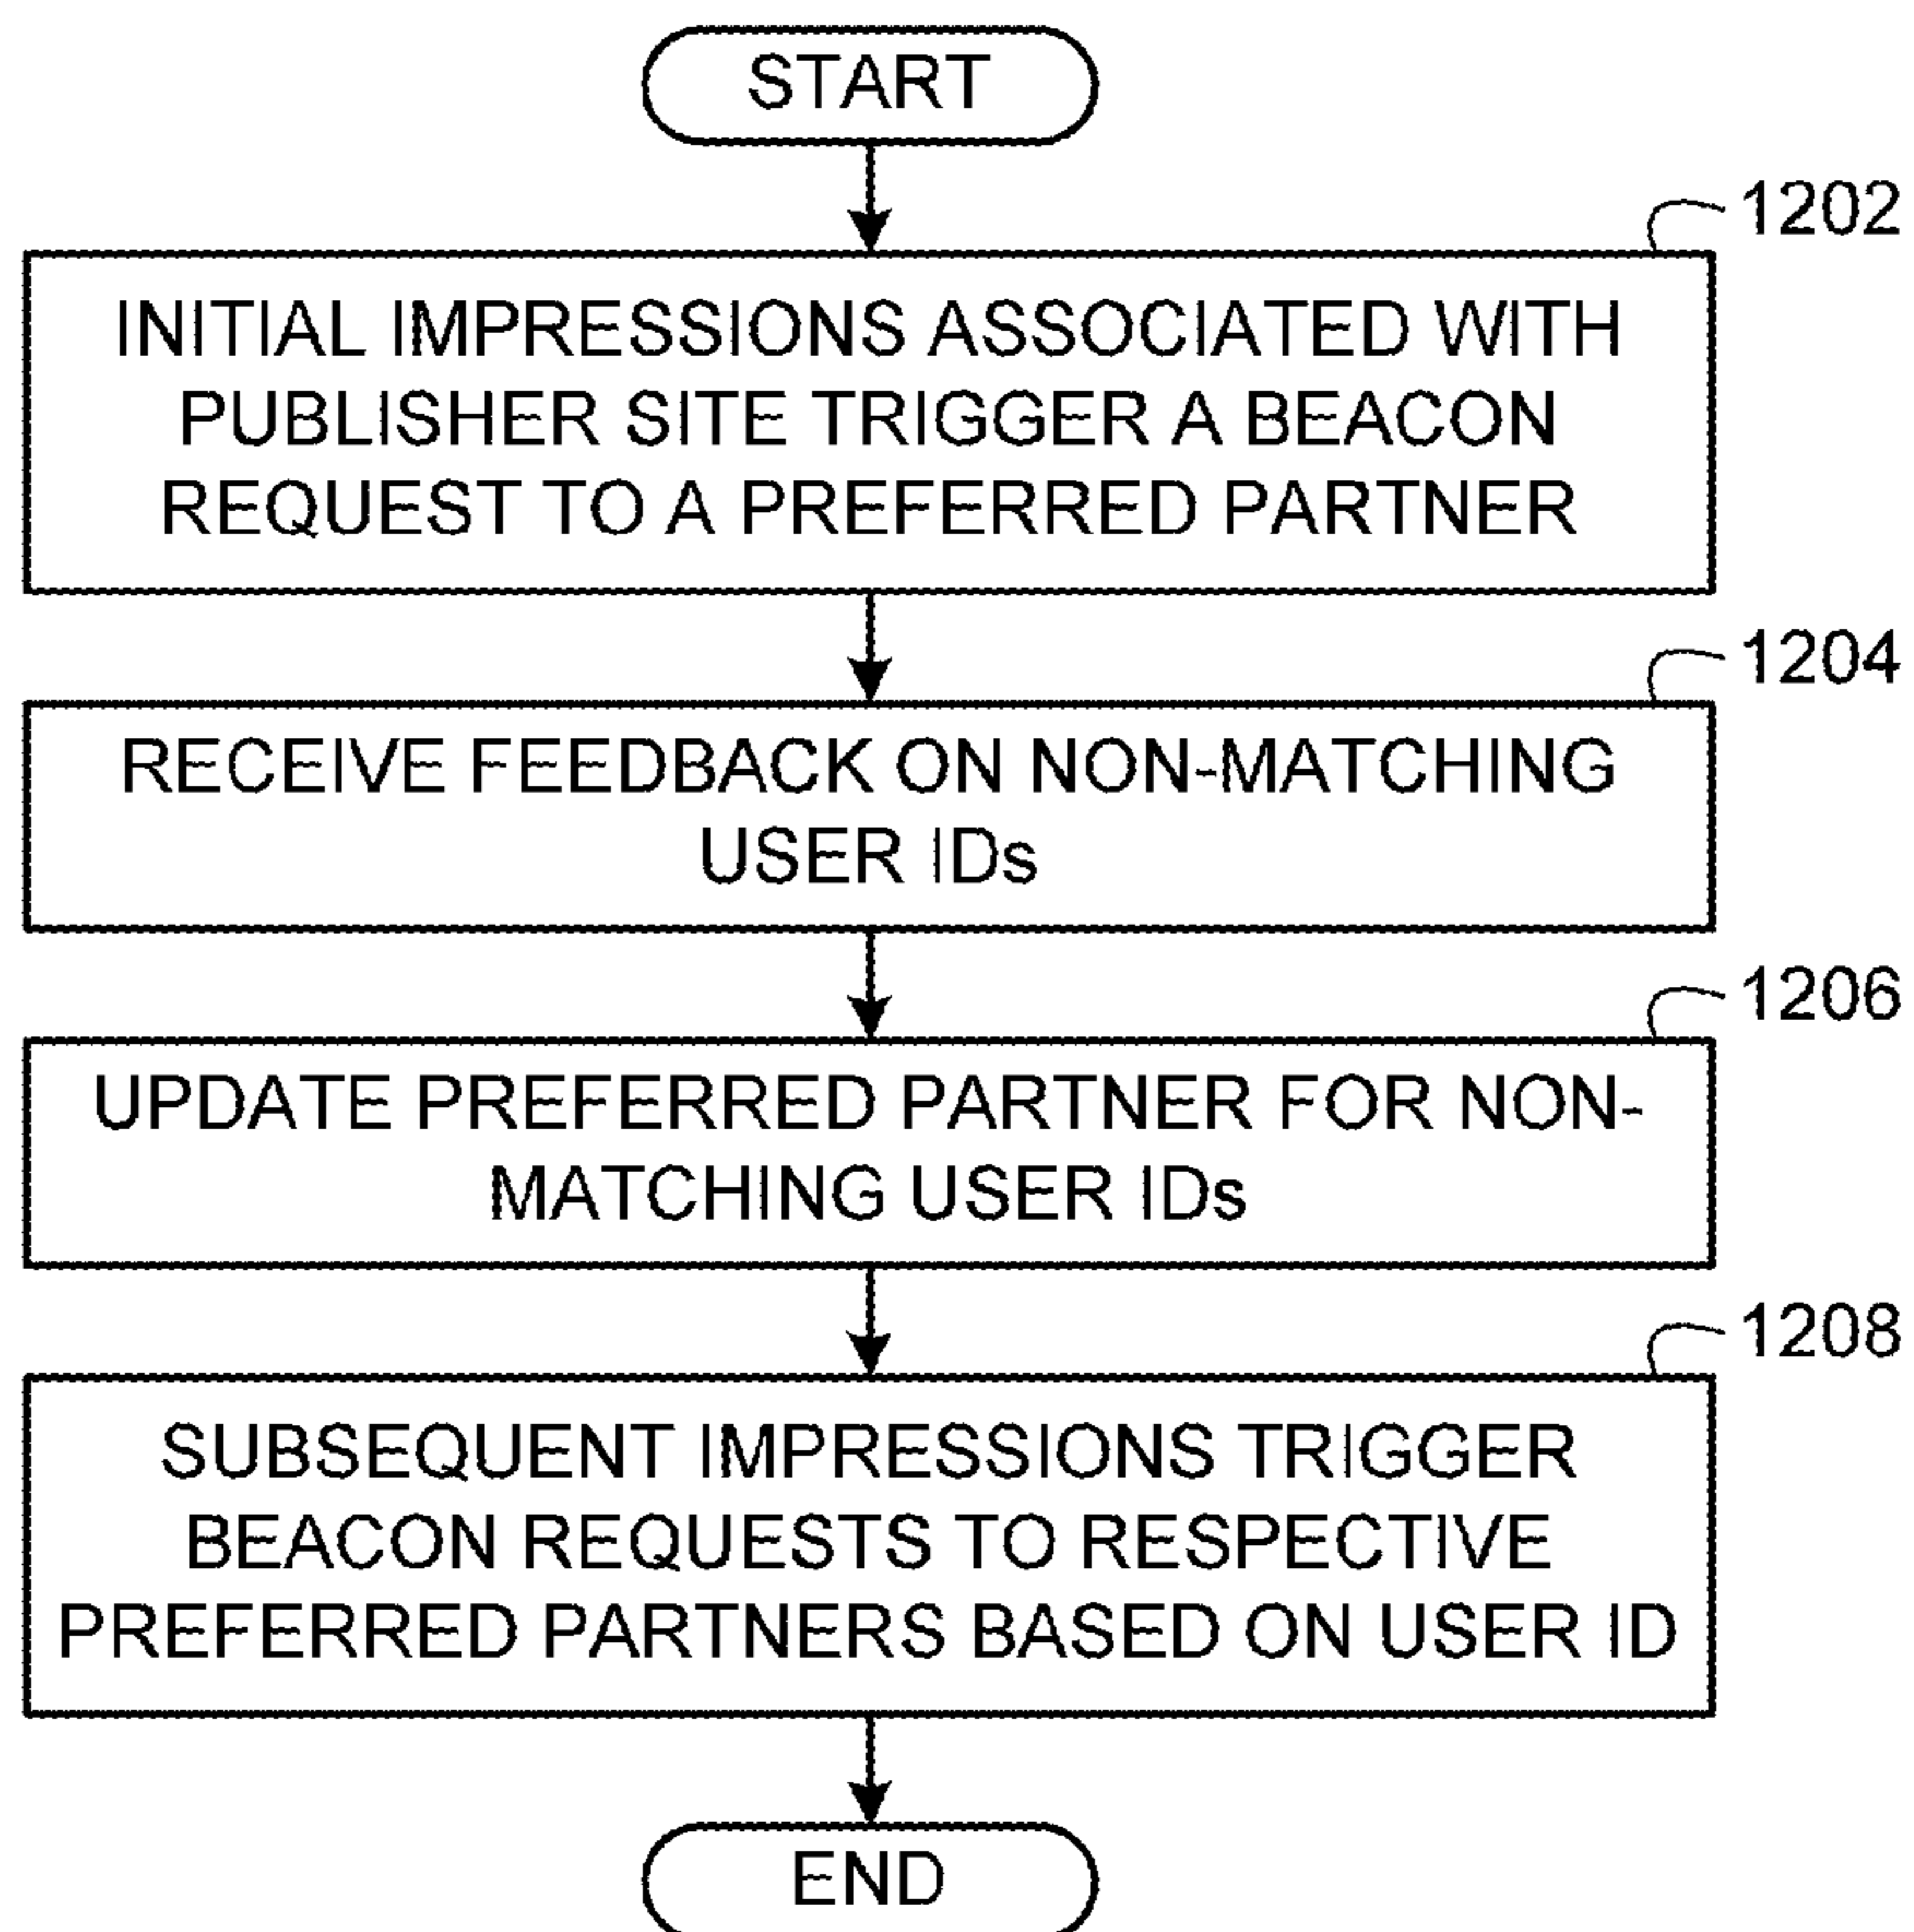 START
1202
INITIAL IMPRESSIONS ASSOCIATED WITH
PUBLISHER SITE TRIGGER A BEACON
REQUEST TO A PREFERRED PARTNER
1204
RECEIVE FEEDBACK ON NON-MATCHING
USER IDs
1206
UPDATE PREFERRED PARTNER FOR NON-
MATCHING USER IDs
1208
SUBSEQUENT IMPRESSIONS TRIGGER
BEACON REQUESTS TO RESPECTIVE
PREFERRED PARTNERS BASED ON USER ID
END